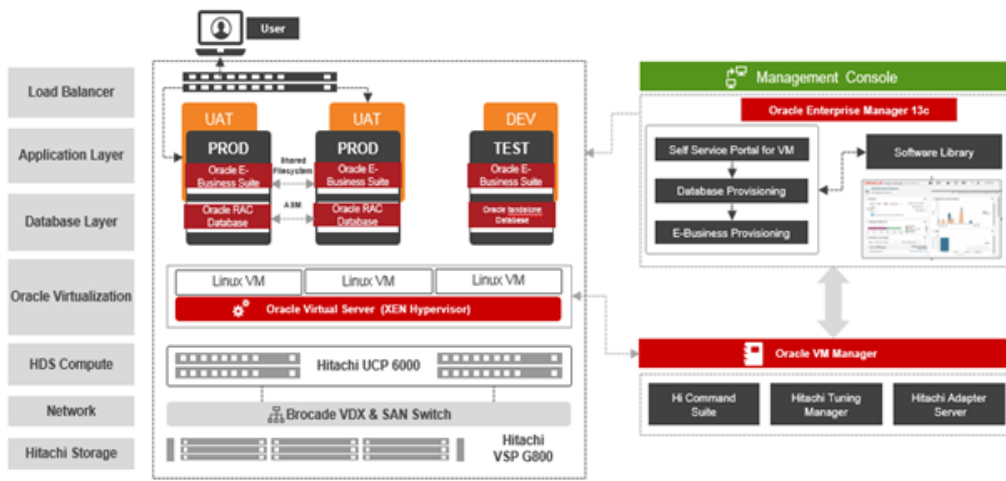 User
Load Balancer
Application Layer
Database Layer
Oracle Virtualization
HDS Compute
Network
Hitachi Storage
UAT
PROD
Oracle E-
Business Suite
Oracle RAC
Database
Shared
Filesystem
ASM
UAT
PROD
Oracle E-
Business Suite
Oracle RAC
Database
DEV
TEST
Oracle E-
Business Suite
Oracle tandalone
Database
Linux VM
Linux VM
Linux VM
Oracle Virtual Server (XEN Hypervisor)
Hitachi UCP 6000
Brocade VDX & SAN Switch
Hitachi
VSP G800
Management Console
Oracle Enterprise Manager 13c
Self Service Portal for VM
Database Provisioning
E-Business Provisioning
Software Library
Oracle VM Manager
Hi Command
Suite
Hitachi Tuning
Manager
Hitachi Adapter
Server